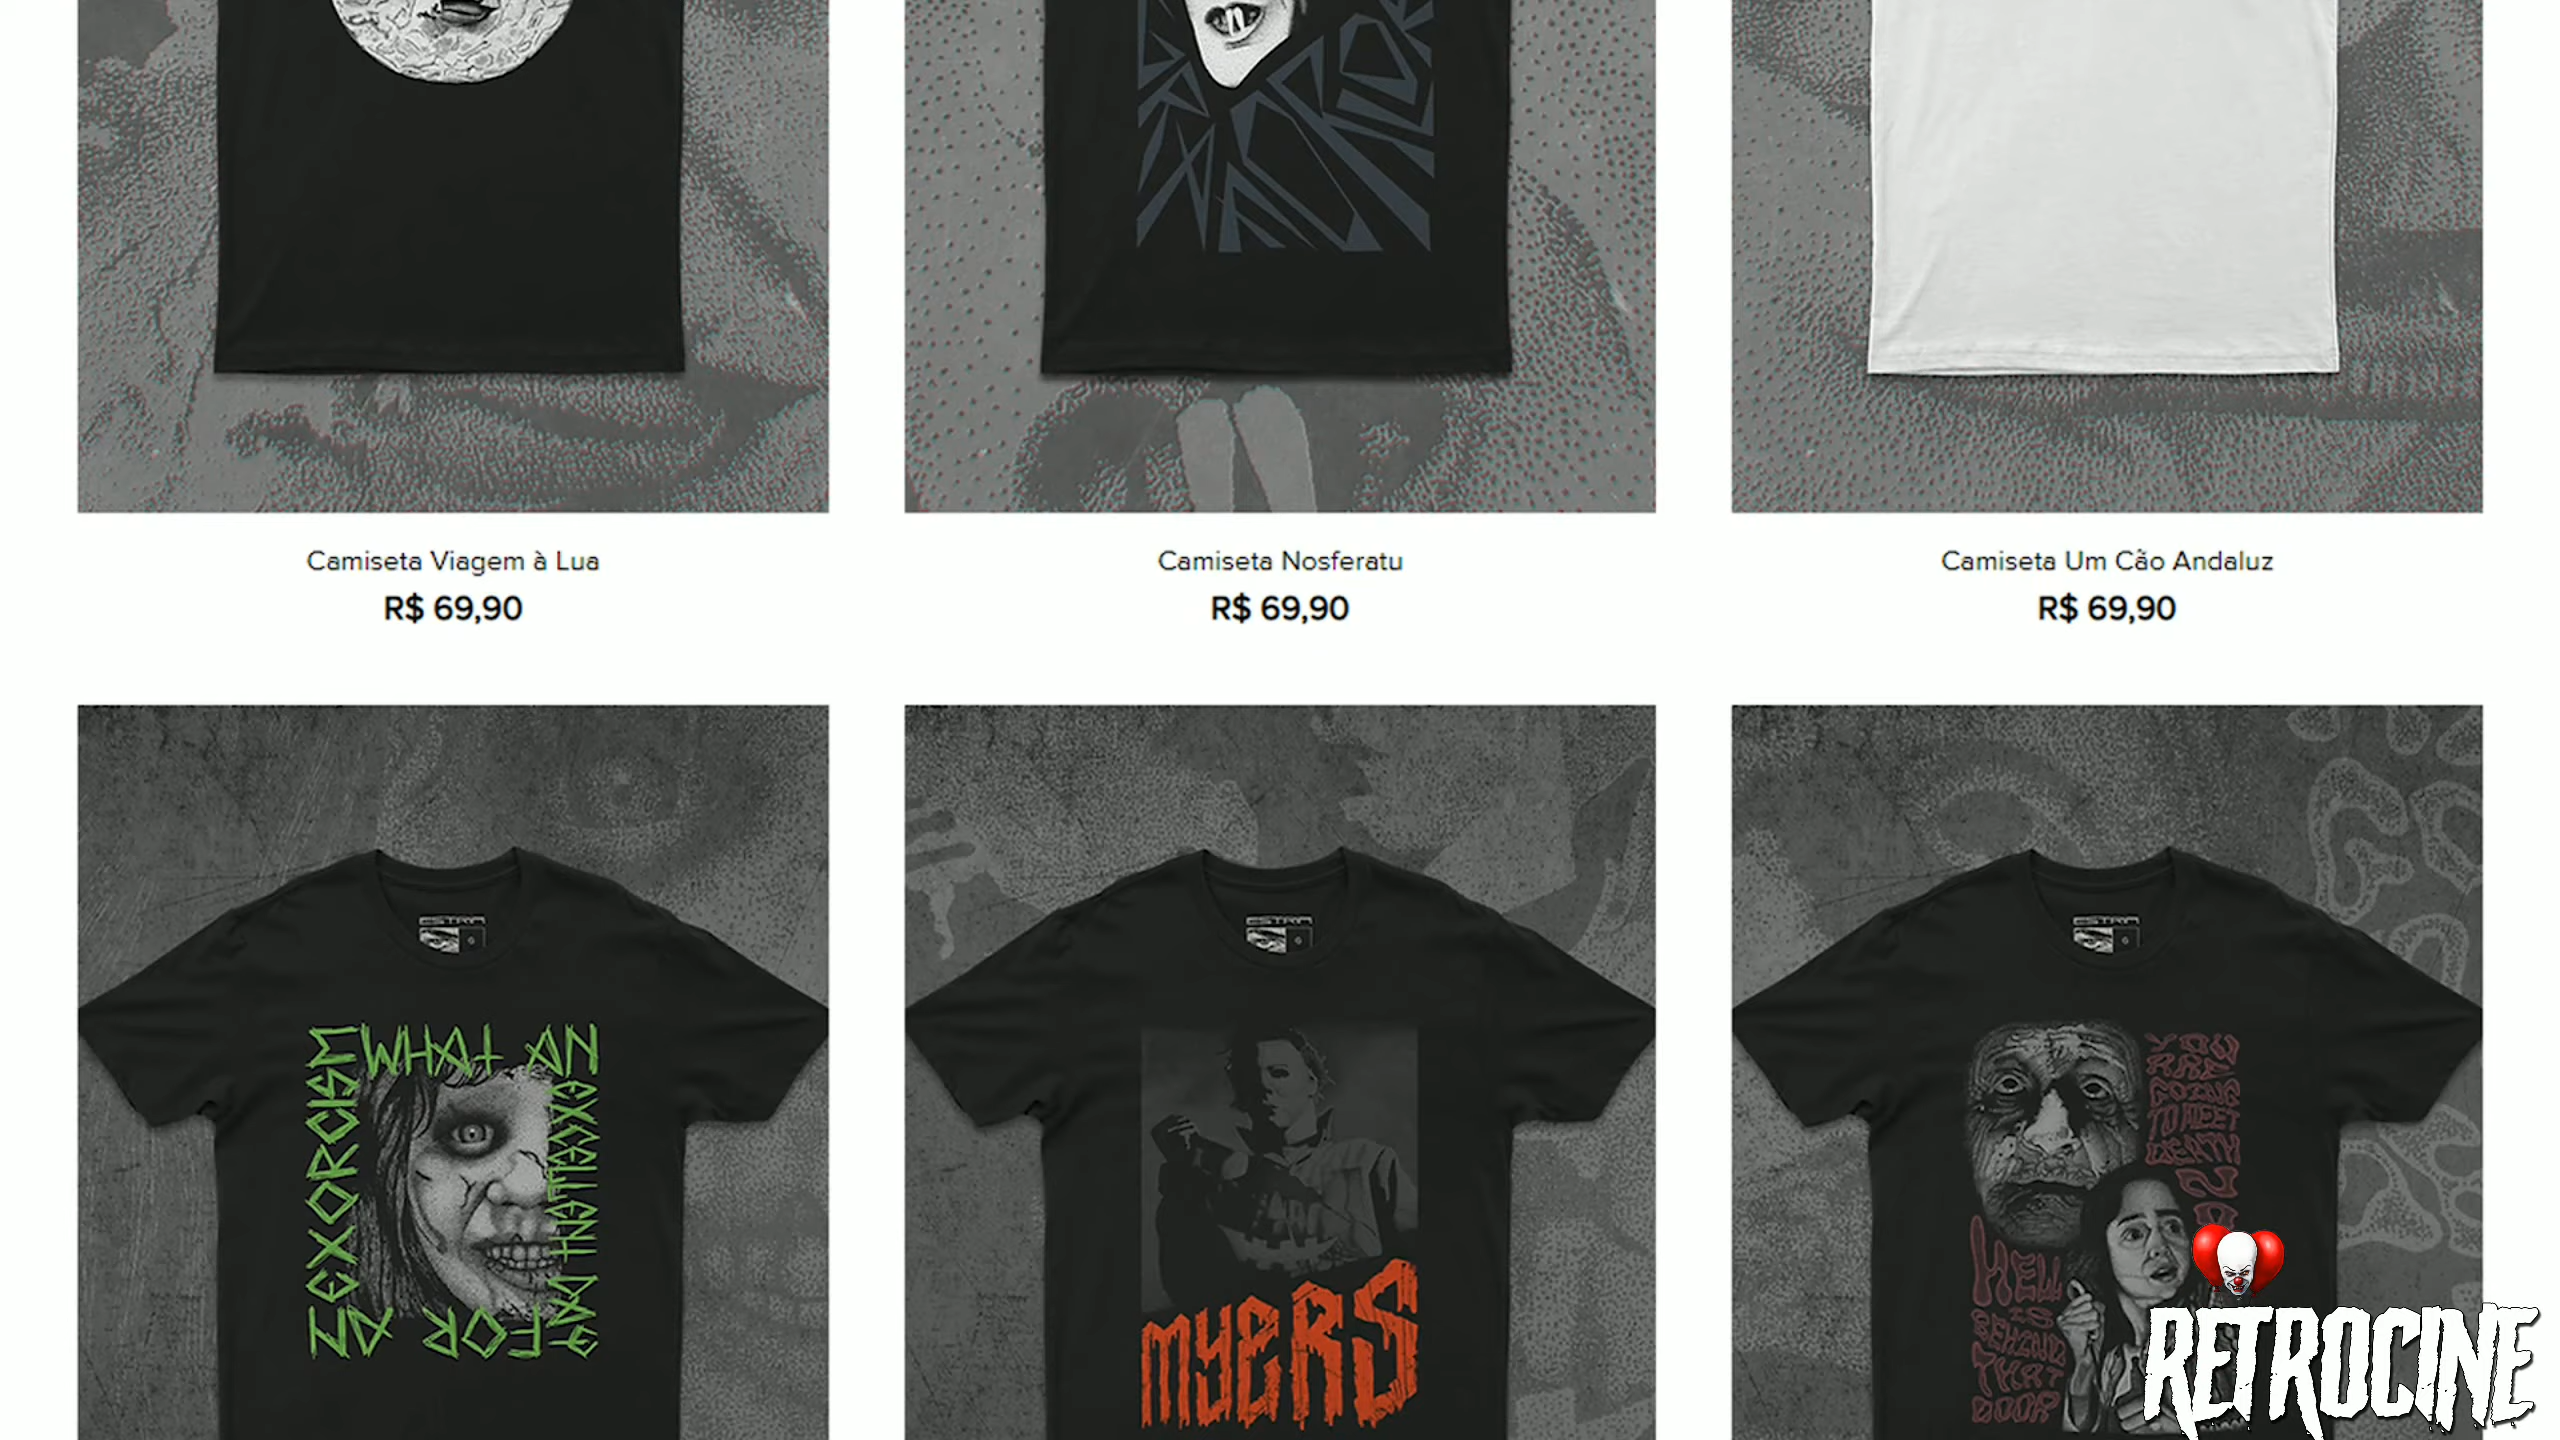 Camiseta Viagem à Lua
R$ 69,90
Camiseta Nosferatu
R$ 69,90
Camiseta Um Cão Andaluz
R$ 69,90
WHAT AN
EXCELLENT DAY
FOR AN
EXORCISM
MYERS
YOU
ARE
GOING
TO MEET
DEATH
HELL
IS
BEHIND
THAT
DOOR
RETROCINE